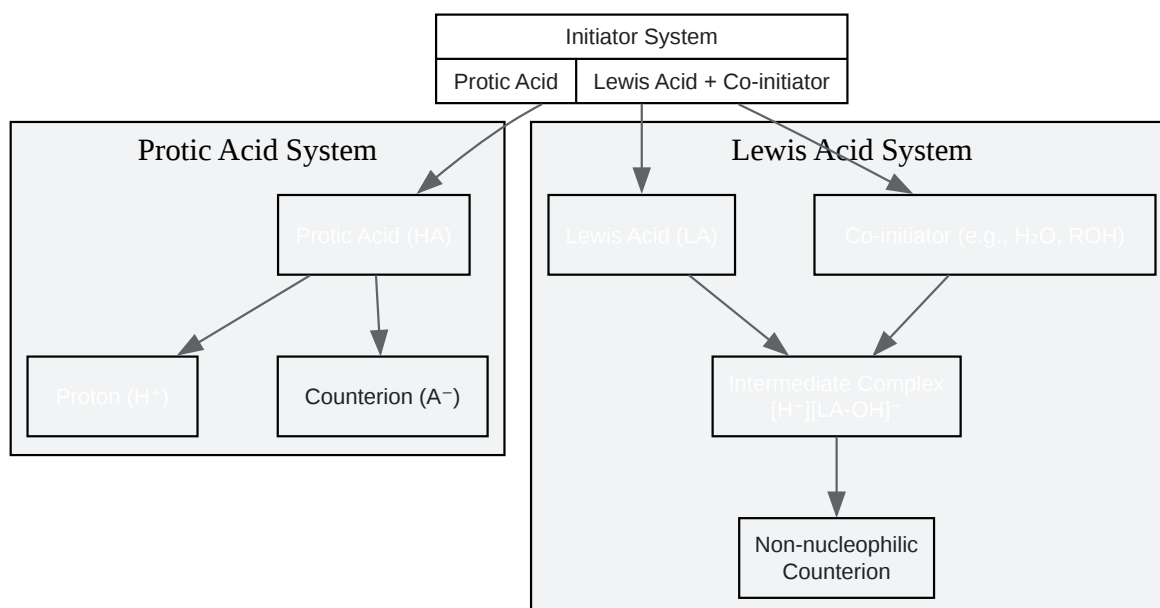 Initiator System
Protic Acid
Lewis Acid + Co-initiator
Protic Acid System
Lewis Acid System
Protic Acid (HA)
Lewis Acid (LA)
Co-initiator (e.g., H₂O, ROH)
Proton (H⁺)
Counterion (A⁻)
Intermediate Complex
[H⁺][LA-OH]⁻
Non-nucleophilic
Counterion